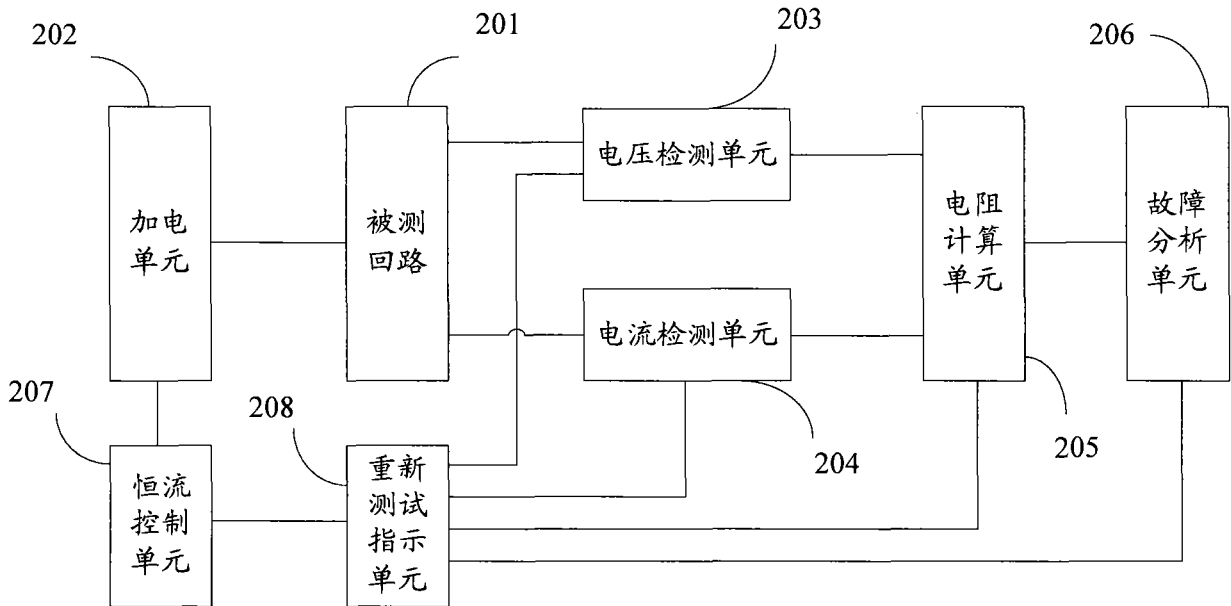 202
201
203
206
加电
单元
被测
回路
电压检测单元
电流检测单元
电阻
计算
单元
故障
分析
单元
207
208
204
205
恒流
控制
单元
重新
测试
指示
单元